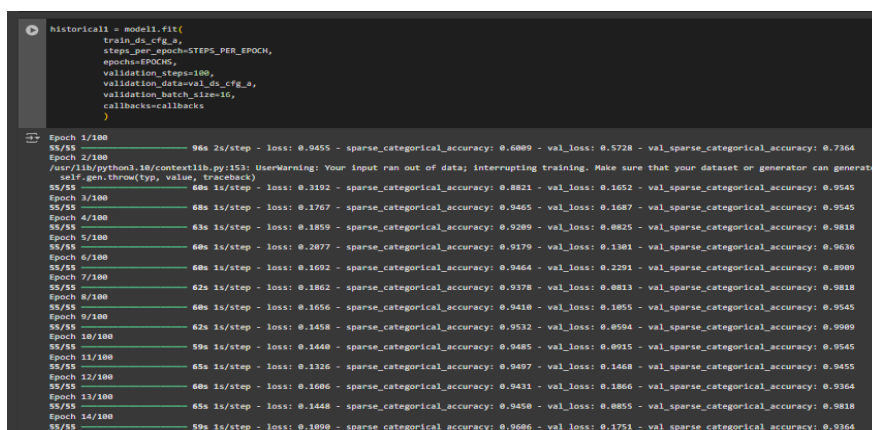 historical1 = model1.fit(
train_ds_cfg_a,
steps_per_epoch=STEPS_PER_EPOCH,
epochs=EPOCHS,
validation_steps=100,
validation_data=val_ds_cfg_a,
validation_batch_size=16,
callbacks=callbacks
)
Epoch 1/100
55/55 96s 2s/step - loss: 0.9455 - sparse_categorical_accuracy: 0.6009 - val_loss: 0.5728 - val_sparse_categorical_accuracy: 0.7364
Epoch 2/100
/usr/lib/python3.10/contextlib.py:153: UserWarning: Your input ran out of data; interrupting training. Make sure that your dataset or generator can generat
self.gen.throw(typ, value, traceback)
55/55 60s 1s/step - loss: 0.3192 - sparse_categorical_accuracy: 0.8821 - val_loss: 0.1652 - val_sparse_categorical_accuracy: 0.9545
Epoch 3/100
55/55 68s 1s/step - loss: 0.1767 - sparse_categorical_accuracy: 0.9465 - val_loss: 0.1687 - val_sparse_categorical_accuracy: 0.9545
Epoch 4/100
55/55 63s 1s/step - loss: 0.1859 - sparse_categorical_accuracy: 0.9209 - val_loss: 0.0825 - val_sparse_categorical_accuracy: 0.9818
Epoch 5/100
55/55 60s 1s/step - loss: 0.2077 - sparse_categorical_accuracy: 0.9179 - val_loss: 0.1301 - val_sparse_categorical_accuracy: 0.9636
Epoch 6/100
55/55 60s 1s/step - loss: 0.1692 - sparse_categorical_accuracy: 0.9464 - val_loss: 0.2291 - val_sparse_categorical_accuracy: 0.8909
Epoch 7/100
55/55 62s 1s/step - loss: 0.1862 - sparse_categorical_accuracy: 0.9378 - val_loss: 0.0813 - val_sparse_categorical_accuracy: 0.9818
Epoch 8/100
55/55 60s 1s/step - loss: 0.1656 - sparse_categorical_accuracy: 0.9410 - val_loss: 0.1055 - val_sparse_categorical_accuracy: 0.9545
Epoch 9/100
55/55 62s 1s/step - loss: 0.1458 - sparse_categorical_accuracy: 0.9532 - val_loss: 0.0594 - val_sparse_categorical_accuracy: 0.9909
Epoch 10/100
55/55 59s 1s/step - loss: 0.1440 - sparse_categorical_accuracy: 0.9485 - val_loss: 0.0915 - val_sparse_categorical_accuracy: 0.9545
Epoch 11/100
55/55 65s 1s/step - loss: 0.1326 - sparse_categorical_accuracy: 0.9497 - val_loss: 0.1468 - val_sparse_categorical_accuracy: 0.9455
Epoch 12/100
55/55 60s 1s/step - loss: 0.1606 - sparse_categorical_accuracy: 0.9431 - val_loss: 0.1866 - val_sparse_categorical_accuracy: 0.9364
Epoch 13/100
55/55 65s 1s/step - loss: 0.1448 - sparse_categorical_accuracy: 0.9450 - val_loss: 0.0855 - val_sparse_categorical_accuracy: 0.9818
Epoch 14/100
55/55 59s 1s/step - loss: 0.1090 - sparse_categorical_accuracy: 0.9606 - val_loss: 0.1751 - val_sparse_categorical_accuracy: 0.9364